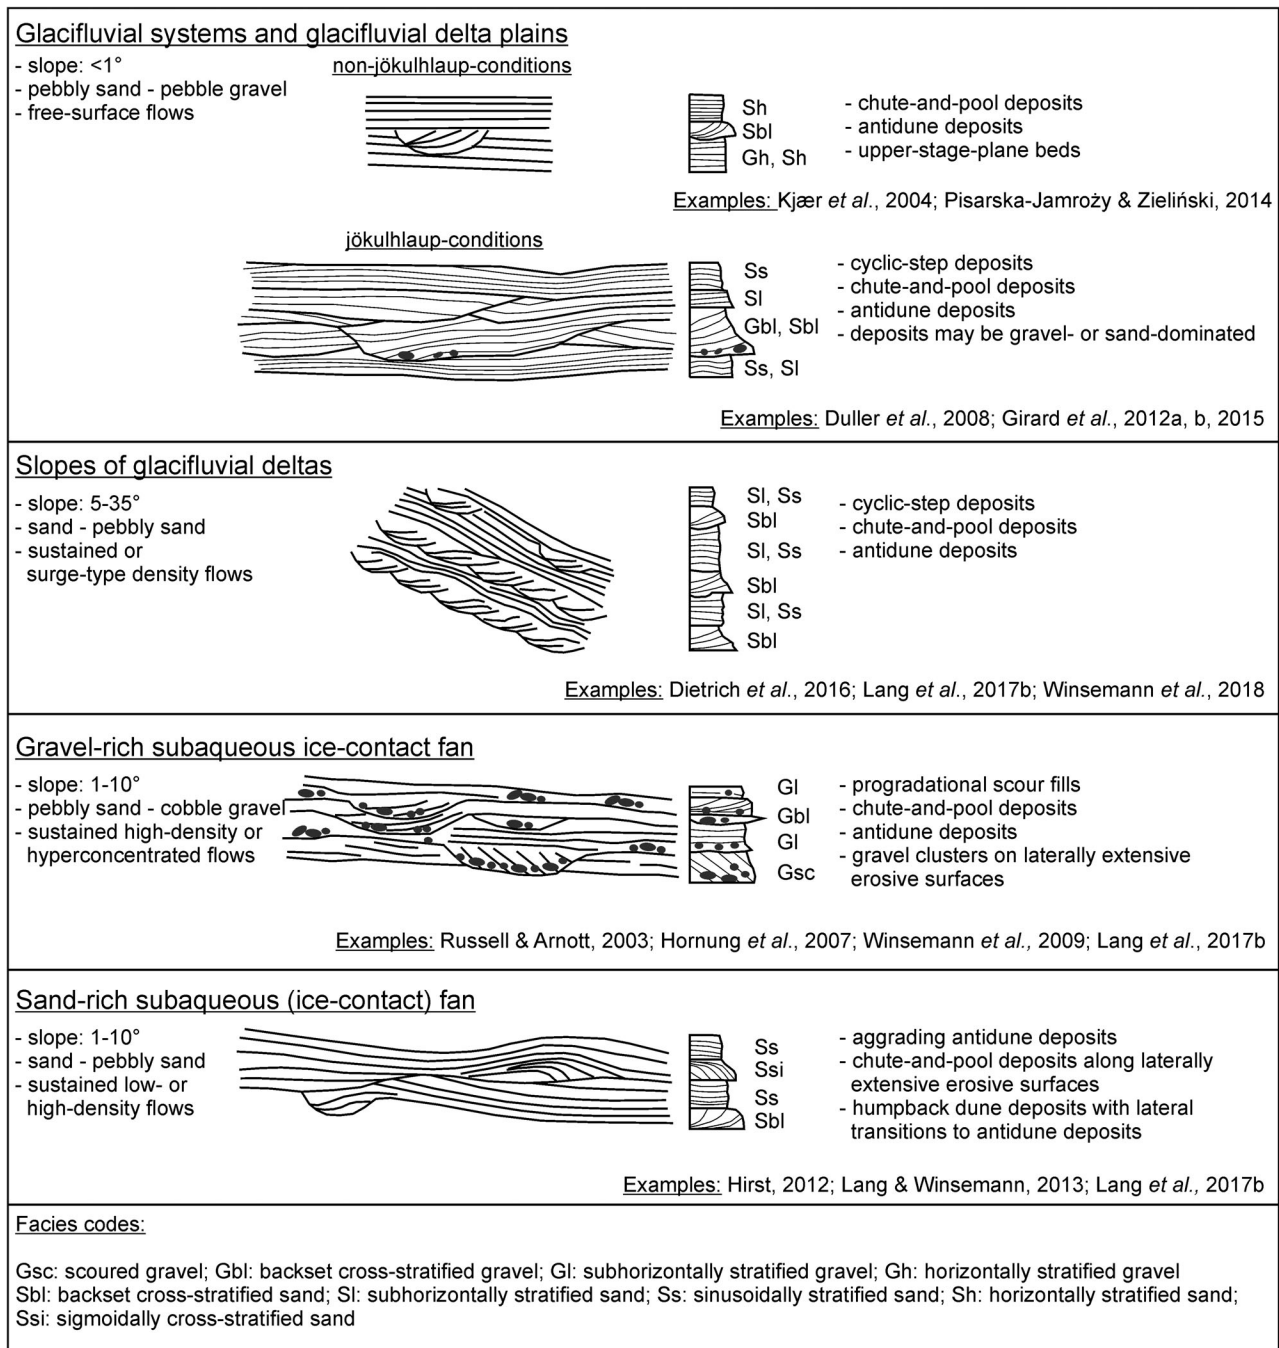 Glacifluvial systems and glacifluvial delta plains
- slope: <1°
- pebbly sand - pebble gravel
- free-surface flows
non-jökulhlaup-conditions
Sh
Sbl
Gh, Sh
- chute-and-pool deposits
- antidune deposits
- upper-stage-plane beds
Examples: Kjær et al., 2004; Pisarska-Jamroży & Zieliński, 2014
jökulhlaup-conditions
Ss
Sl
Gbl, Sbl
Ss, Sl
- cyclic-step deposits
- chute-and-pool deposits
- antidune deposits
- deposits may be gravel- or sand-dominated
Examples: Duller et al., 2008; Girard et al., 2012a, b, 2015
Slopes of glacifluvial deltas
- slope: 5-35°
- sand - pebbly sand
- sustained or
surge-type density flows
Sl, Ss
Sbl
Sl, Ss
Sbl
Sl, Ss
Sbl
- cyclic-step deposits
- chute-and-pool deposits
- antidune deposits
Examples: Dietrich et al., 2016; Lang et al., 2017b; Winsemann et al., 2018
Gravel-rich subaqueous ice-contact fan
- slope: 1-10°
- pebbly sand - cobble gravel
- sustained high-density or
hyperconcentrated flows
Gl
Gbl
Gl
Gsc
- progradational scour fills
- chute-and-pool deposits
- antidune deposits
- gravel clusters on laterally extensive
erosive surfaces
Examples: Russell & Arnott, 2003; Hornung et al., 2007; Winsemann et al., 2009; Lang et al., 2017b
Sand-rich subaqueous (ice-contact) fan
- slope: 1-10°
- sand - pebbly sand
- sustained low- or
high-density flows
Ss
Ssi
Ss
Sbl
- aggrading antidune deposits
- chute-and-pool deposits along laterally
extensive erosive surfaces
- humpback dune deposits with lateral
transitions to antidune deposits
Examples: Hirst, 2012; Lang & Winsemann, 2013; Lang et al., 2017b
Facies codes:
Gsc: scoured gravel; Gbl: backset cross-stratified gravel; Gl: subhorizontally stratified gravel; Gh: horizontally stratified gravel
Sbl: backset cross-stratified sand; Sl: subhorizontally stratified sand; Ss: sinusoidally stratified sand; Sh: horizontally stratified sand;
Ssi: sigmoidally cross-stratified sand